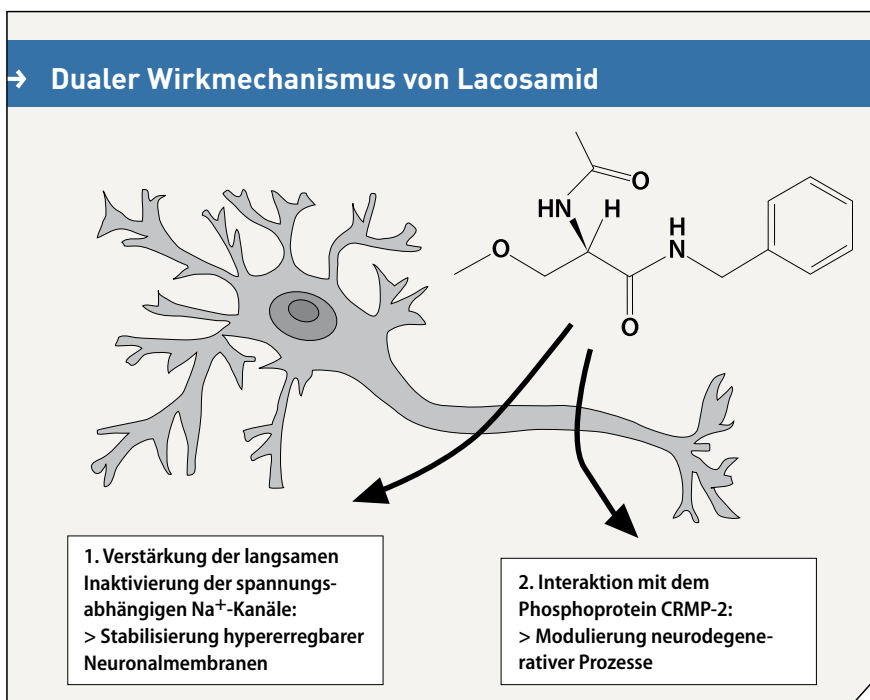 → Dualer Wirkmechanismus von Lacosamid
O
HN H
H
N
O
O
1. Verstärkung der langsamen
Inaktivierung der spannungs-
abhängigen Na⁺-Kanäle:
> Stabilisierung hypererregbarer
Neuronalmembranen
2. Interaktion mit dem
Phosphoprotein CRMP-2:
> Modulierung neurodegene-
rativer Prozesse